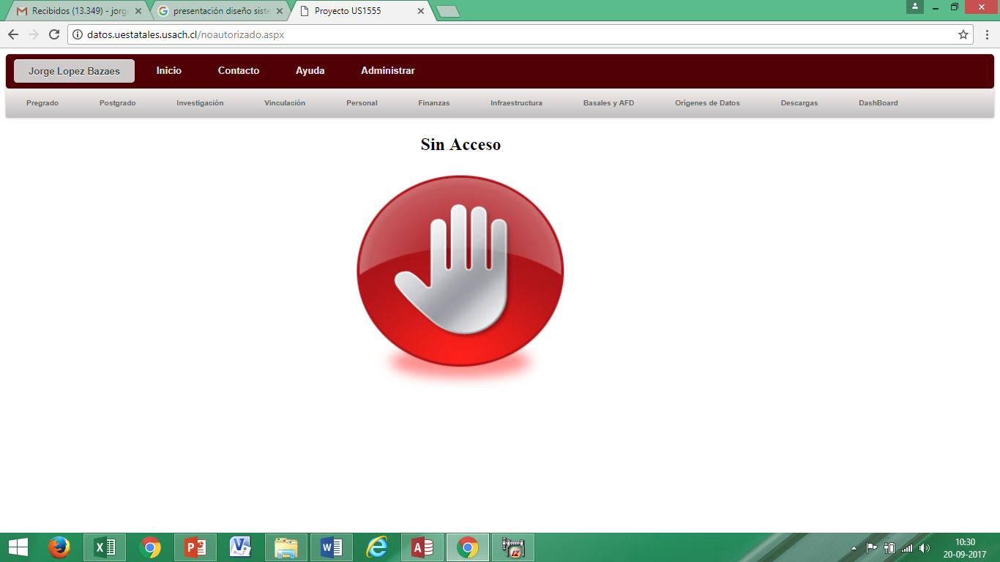 Recibidos (13.349) - jorge
presentación diseño siste
Proyecto US1555
datos.uestatales.usach.cl/noautorizado.aspx
Jorge Lopez Bazaes Inicio Contacto Ayuda Administrar
Pregrado Postgrado Investigación Vinculación Personal Finanzas Infraestructura Basales y AFD Orígenes de Datos Descargas DashBoard
Sin Acceso
10:30
20-09-2017